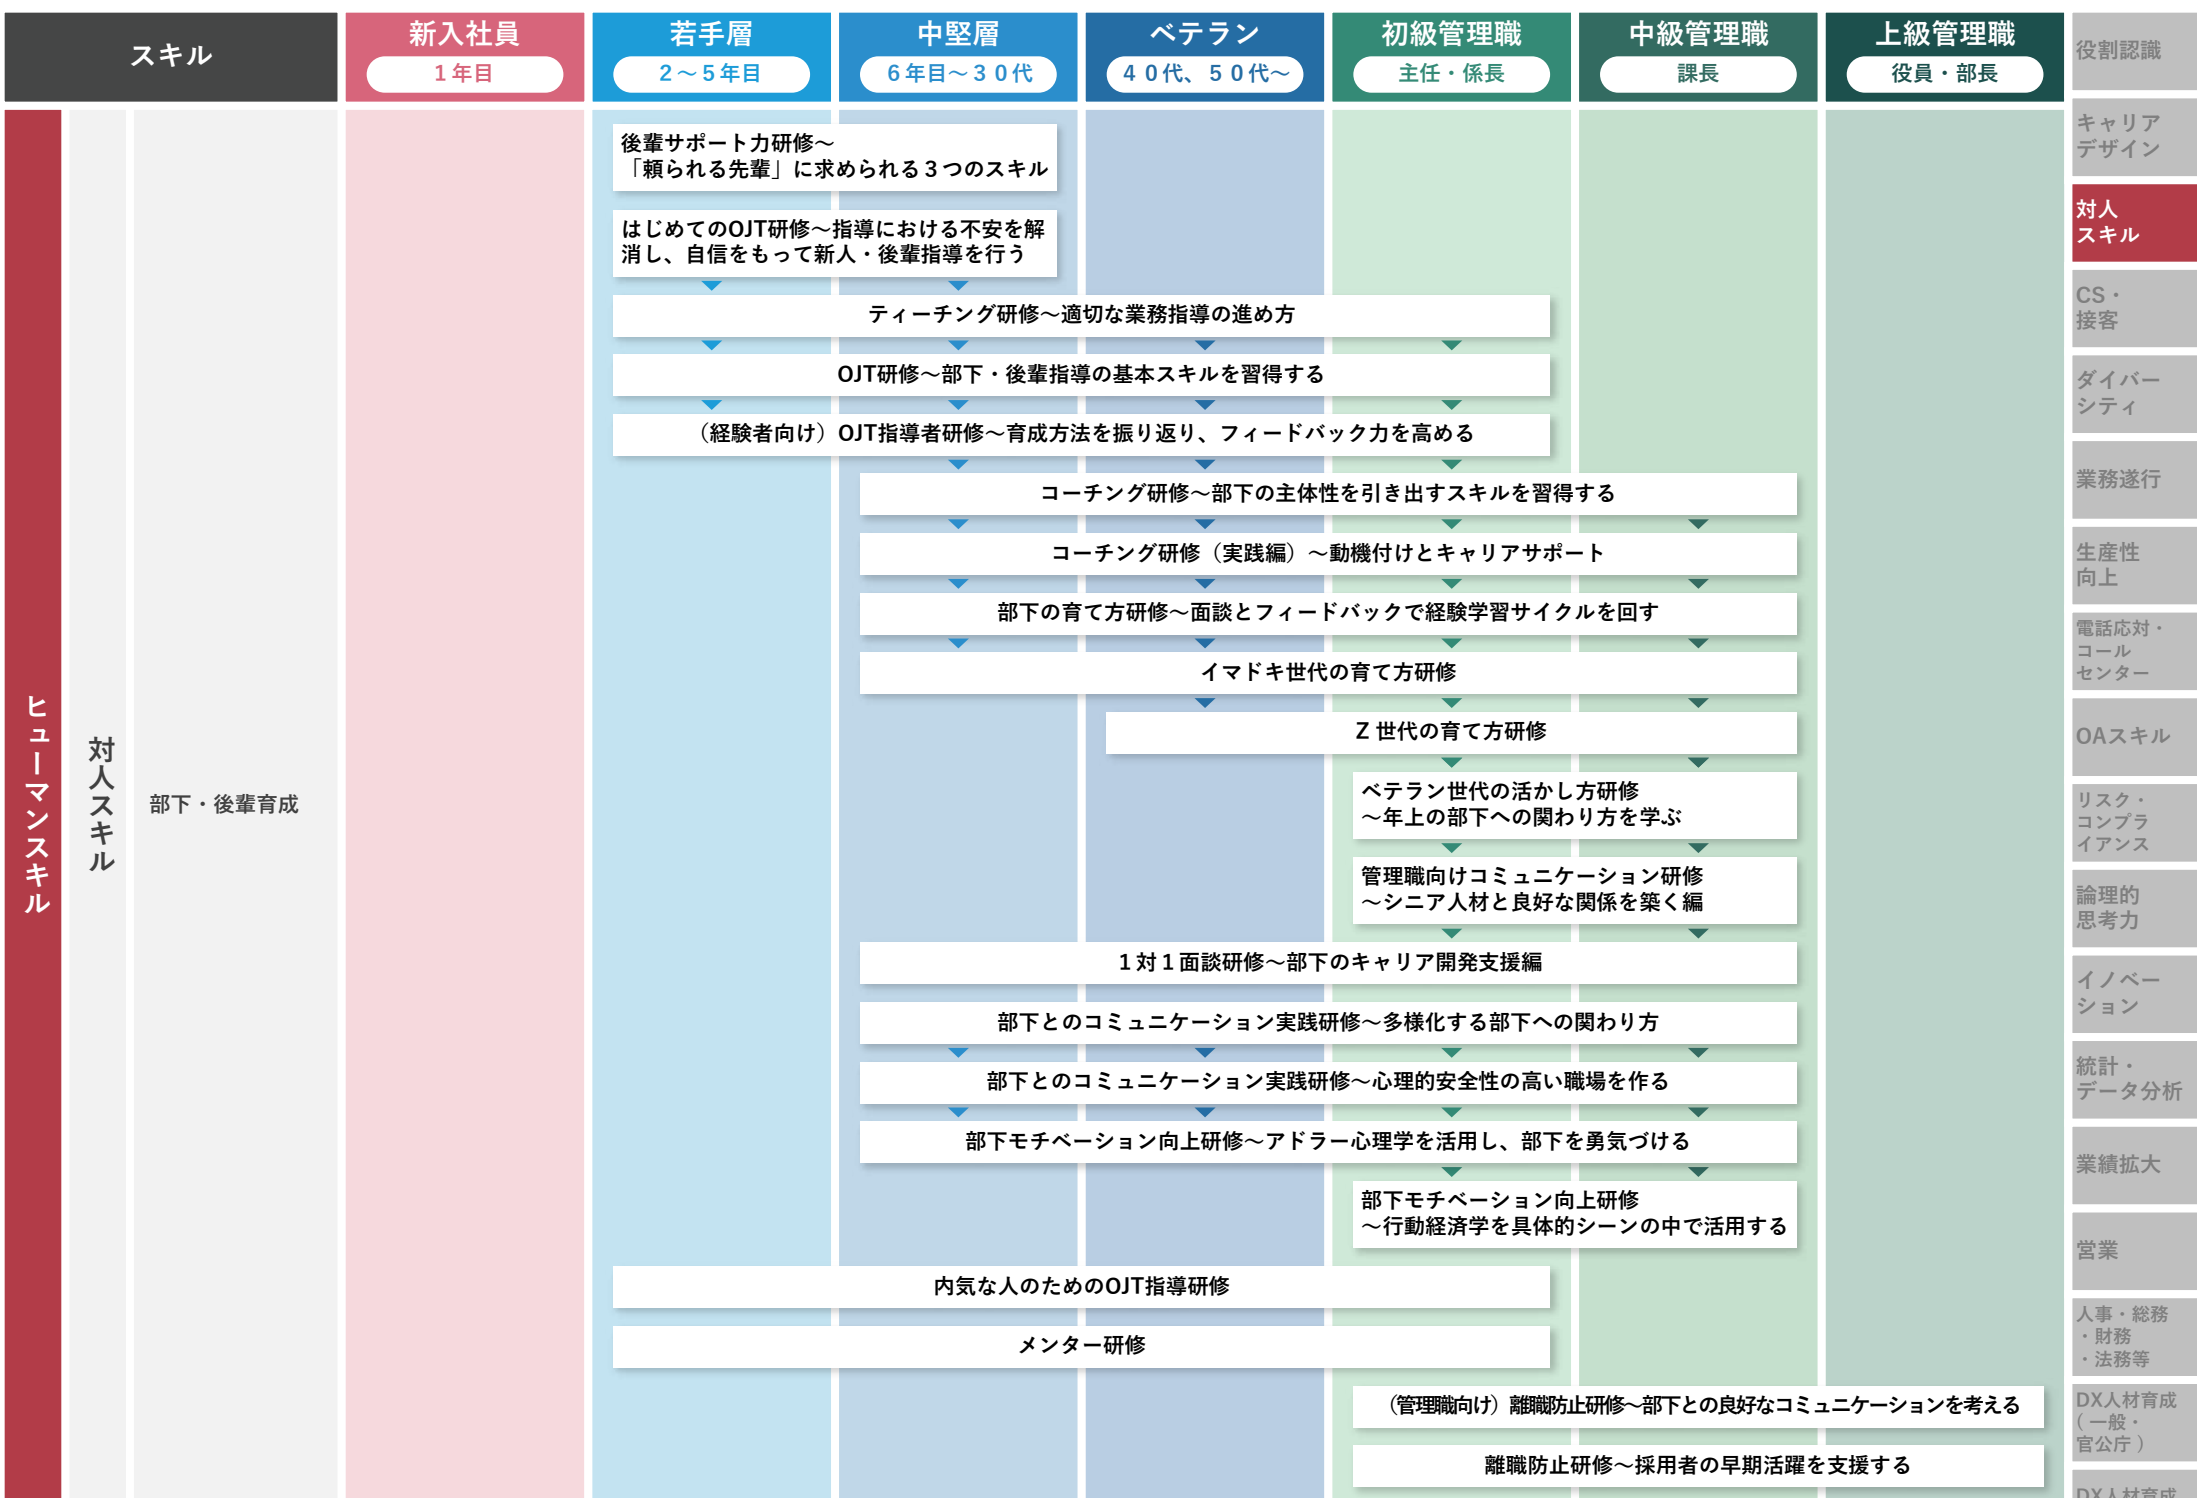 スキル
新入社員
1年目
若手層
2～5年目
中堅層
6年目～30代
ベテラン
40代、50代～
初級管理職
主任・係長
中級管理職
課長
上級管理職
役員・部長
ヒューマンスキル
対人スキル
部下・後輩育成
後輩サポート力研修～
「頼られる先輩」に求められる3つのスキル
はじめてのOJT研修～指導における不安を解
消し、自信をもって新人・後輩指導を行う
ティーチング研修～適切な業務指導の進め方
OJT研修～部下・後輩指導の基本スキルを習得する
（経験者向け）OJT指導者研修～育成方法を振り返り、フィードバック力を高める
コーチング研修～部下の主体性を引き出すスキルを習得する
コーチング研修（実践編）～動機付けとキャリアサポート
部下の育て方研修～面談とフィードバックで経験学習サイクルを回す
イマドキ世代の育て方研修
Z世代の育て方研修
ベテラン世代の活かし方研修
～年上の部下への関わり方を学ぶ
管理職向けコミュニケーション研修
～シニア人材と良好な関係を築く編
1対1面談研修～部下のキャリア開発支援編
部下とのコミュニケーション実践研修～多様化する部下への関わり方
部下とのコミュニケーション実践研修～心理的安全性の高い職場を作る
部下モチベーション向上研修～アドラー心理学を活用し、部下を勇気づける
部下モチベーション向上研修
～行動経済学を具体的シーンの中で活用する
内気な人のためのOJT指導研修
メンター研修
（管理職向け）離職防止研修～部下との良好なコミュニケーションを考える
離職防止研修～採用者の早期活躍を支援する
役割認識
キャリア
デザイン
対人
スキル
CS・
接客
ダイバー
シティ
業務遂行
生産性
向上
電話応対・
コール
センター
OAスキル
リスク・
コンプラ
イアンス
論理的
思考力
イノベー
ション
統計・
データ分析
業績拡大
営業
人事・総務
・財務
・法務等
DX人材育成
（一般・
官公庁）
DX人材育成